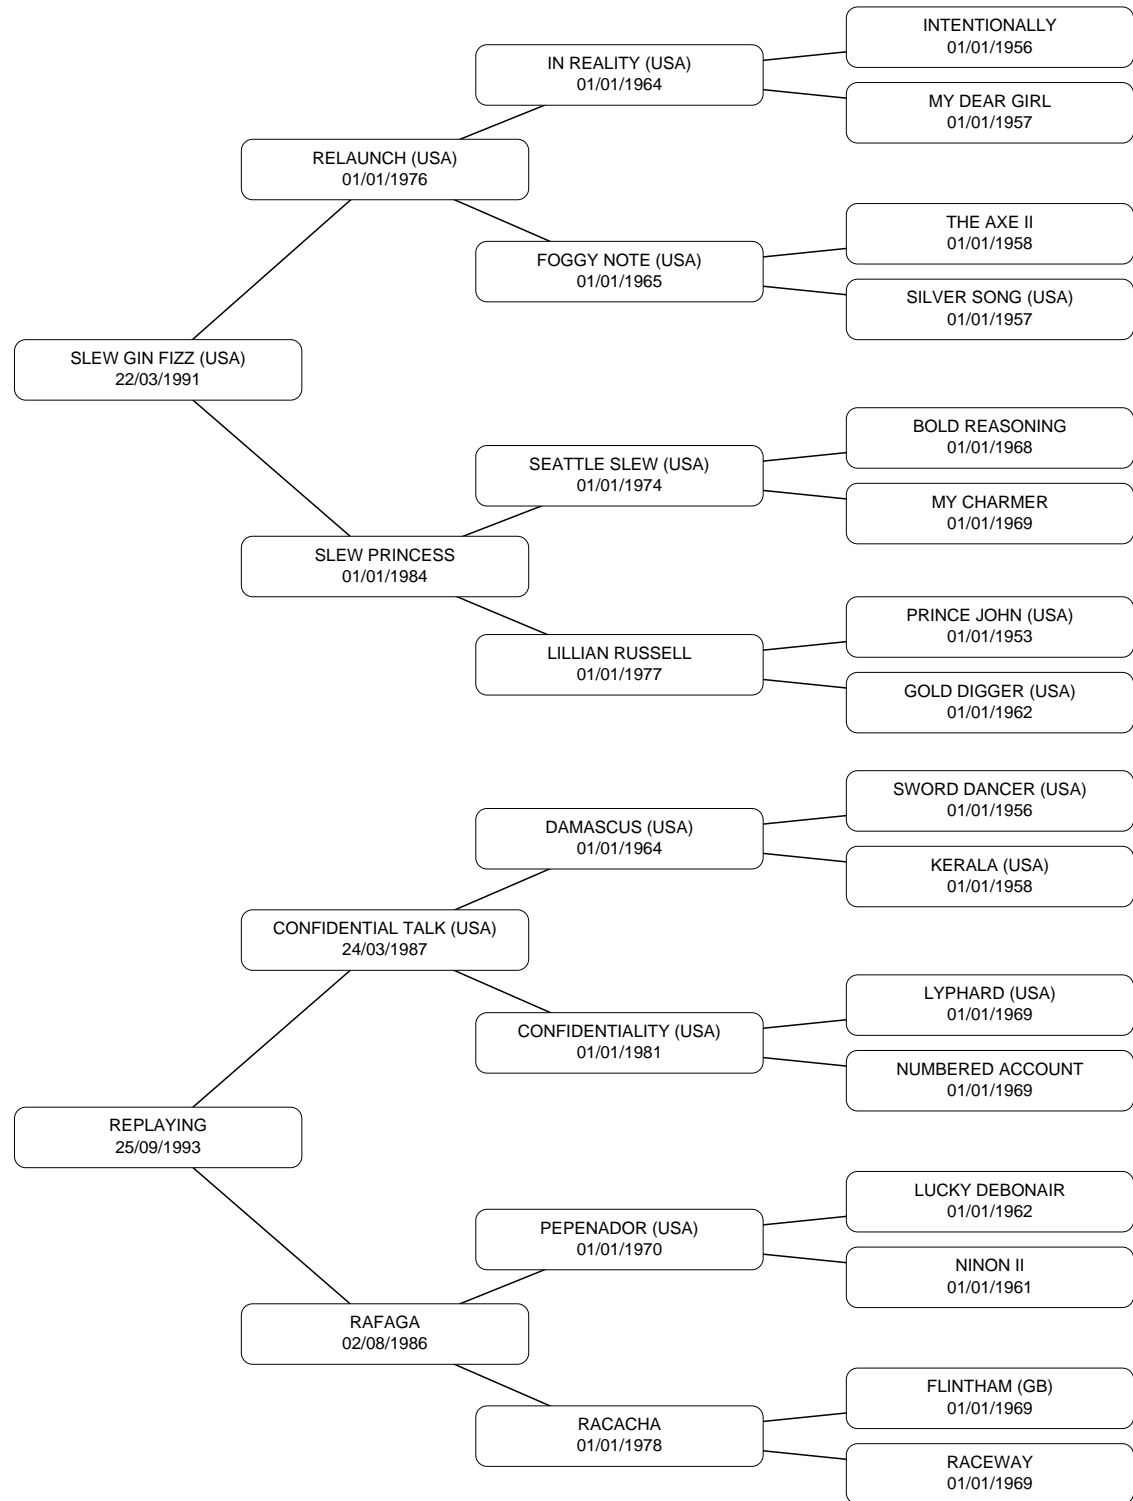 INTENTIONALLY
01/01/1956
IN REALITY (USA)
01/01/1964
MY DEAR GIRL
01/01/1957
RELAUNCH (USA)
01/01/1976
THE AXE II
01/01/1958
FOGGY NOTE (USA)
01/01/1965
SILVER SONG (USA)
01/01/1957
SLEW GIN FIZZ (USA)
22/03/1991
BOLD REASONING
01/01/1968
SEATTLE SLEW (USA)
01/01/1974
MY CHARMER
01/01/1969
SLEW PRINCESS
01/01/1984
PRINCE JOHN (USA)
01/01/1953
LILLIAN RUSSELL
01/01/1977
GOLD DIGGER (USA)
01/01/1962
SWORD DANCER (USA)
01/01/1956
DAMASCUS (USA)
01/01/1964
KERALA (USA)
01/01/1958
CONFIDENTIAL TALK (USA)
24/03/1987
LYPHARD (USA)
01/01/1969
CONFIDENTIALITY (USA)
01/01/1981
NUMBERED ACCOUNT
01/01/1969
REPLAYING
25/09/1993
LUCKY DEBONAIR
01/01/1962
PEPENADOR (USA)
01/01/1970
NINON II
01/01/1961
RAFAGA
02/08/1986
FLINTHAM (GB)
01/01/1969
RACACHA
01/01/1978
RACEWAY
01/01/1969